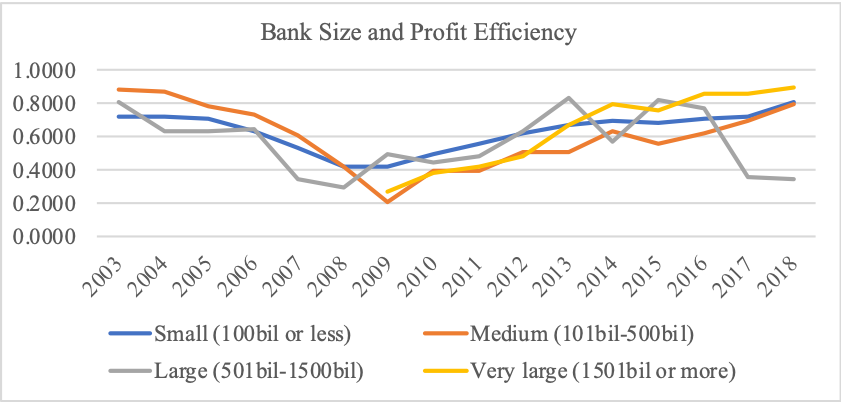 Bank Size and Profit Efficiency
1.0000
0.8000
0.6000
0.4000
0.2000
0.0000
2003 2004 2005 2006 2007 2008 2009 2010 2011 2012 2013 2014 2015 2016 2017 2018
Small (100bil or less) Medium (101bil-500bil)
Large (501bil-1500bil) Very large (1501bil or more)